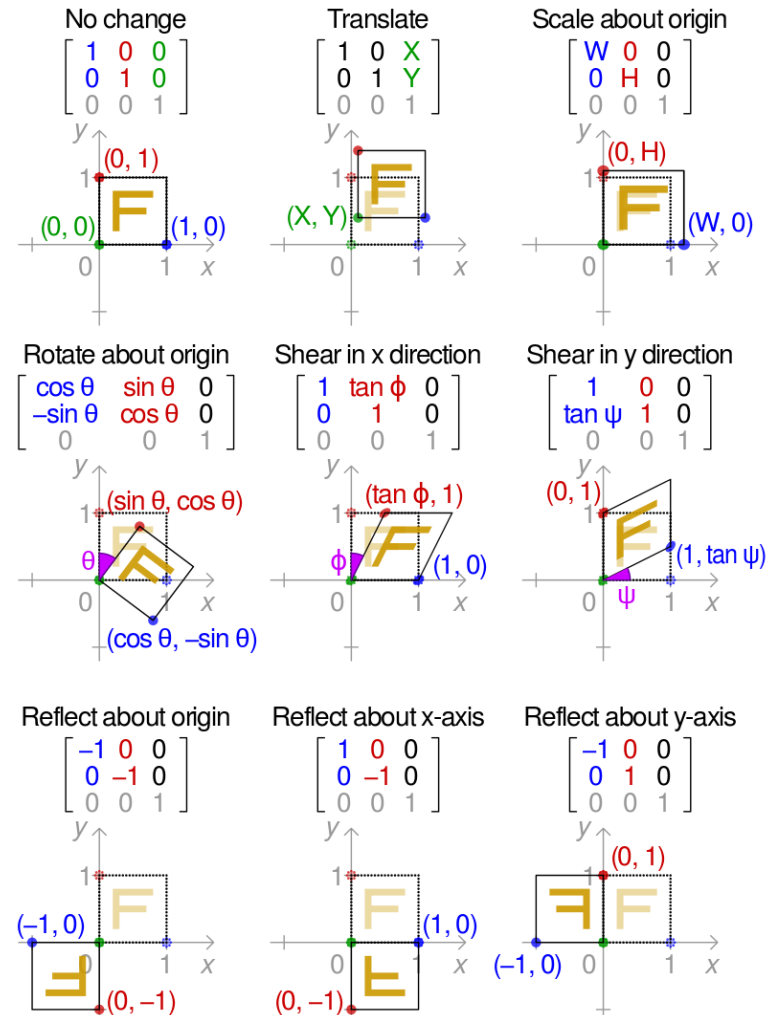 No change
Translate
Scale about origin
1 0 0
0 1 0
0 0 1
1 0 X
0 1 Y
0 0 1
W 0 0
0 H 0
0 0 1
y
(0, 1)
1
(0, 0)
(1, 0)
0
1
x
y
1
(X, Y)
0
1
x
y
(0, H)
1
(W, 0)
0
1
x
Rotate about origin
Shear in x direction
Shear in y direction
cos θ sin θ 0
−sin θ cos θ 0
0 0 1
1 tan ϕ 0
0 1 0
0 0 1
1 0 0
tan ψ 1 0
0 0 1
y
(sin θ, cos θ)
1
θ
0
1
x
(cos θ, −sin θ)
y
(tan ϕ, 1)
1
ϕ
(1, 0)
0
1
x
y
(0, 1)
1
(1, tan ψ)
0
ψ
1
x
Reflect about origin
Reflect about x-axis
Reflect about y-axis
−1 0 0
0 −1 0
0 0 1
1 0 0
0 −1 0
0 0 1
−1 0 0
0 1 0
0 0 1
y
1
(−1, 0)
0
1
x
(0, −1)
y
1
(1, 0)
0
1
x
(0, −1)
y
(0, 1)
1
(−1, 0)
0
1
x
F
F
F
F
F
F
F
F
F